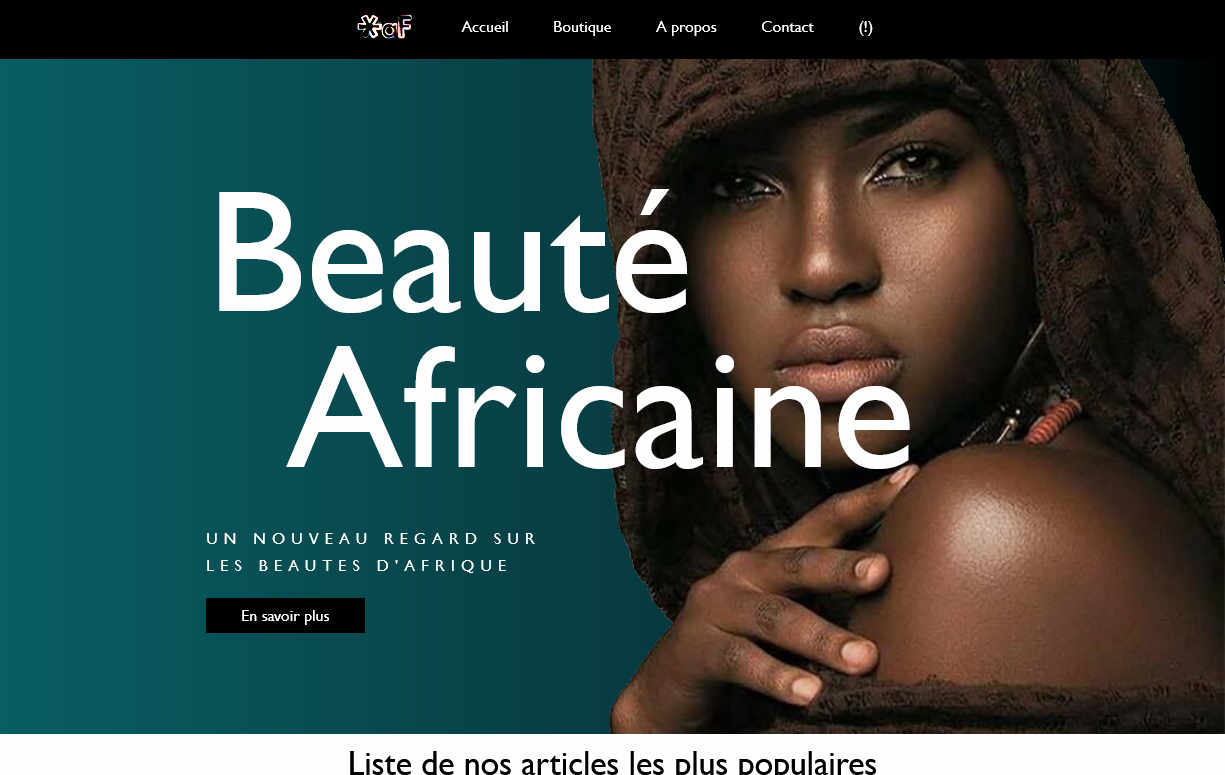 Accueil Boutique A propos Contact (!)
Beauté
Africaine
UN NOUVEAU REGARD SUR
LES BEAUTES D'AFRIQUE
En savoir plus
Liste de nos articles les plus populaires